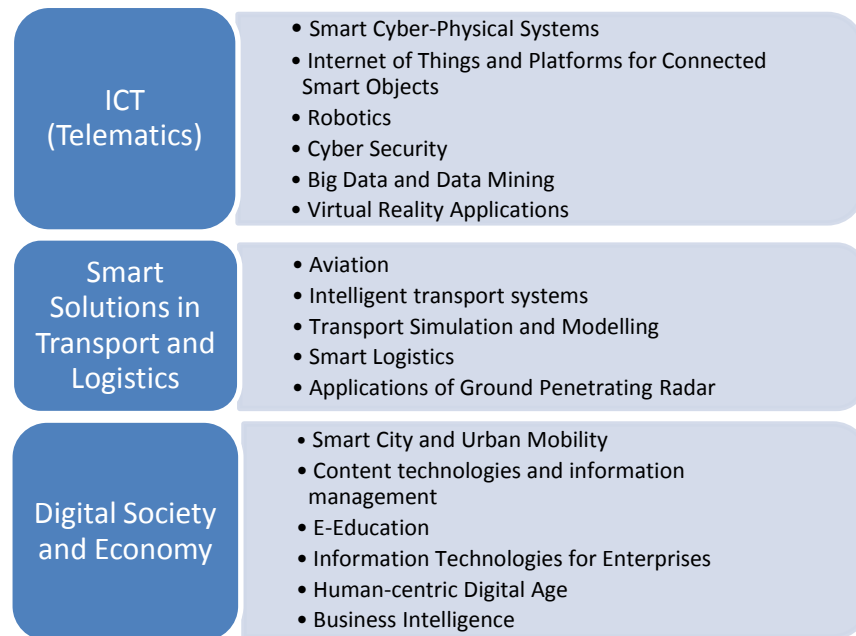 ICT
(Telematics)
• Smart Cyber-Physical Systems
• Internet of Things and Platforms for Connected
Smart Objects
• Robotics
• Cyber Security
• Big Data and Data Mining
• Virtual Reality Applications
Smart
Solutions in
Transport and
Logistics
• Aviation
• Intelligent transport systems
• Transport Simulation and Modelling
• Smart Logistics
• Applications of Ground Penetrating Radar
Digital Society
and Economy
• Smart City and Urban Mobility
• Content technologies and information
management
• E-Education
• Information Technologies for Enterprises
• Human-centric Digital Age
• Business Intelligence